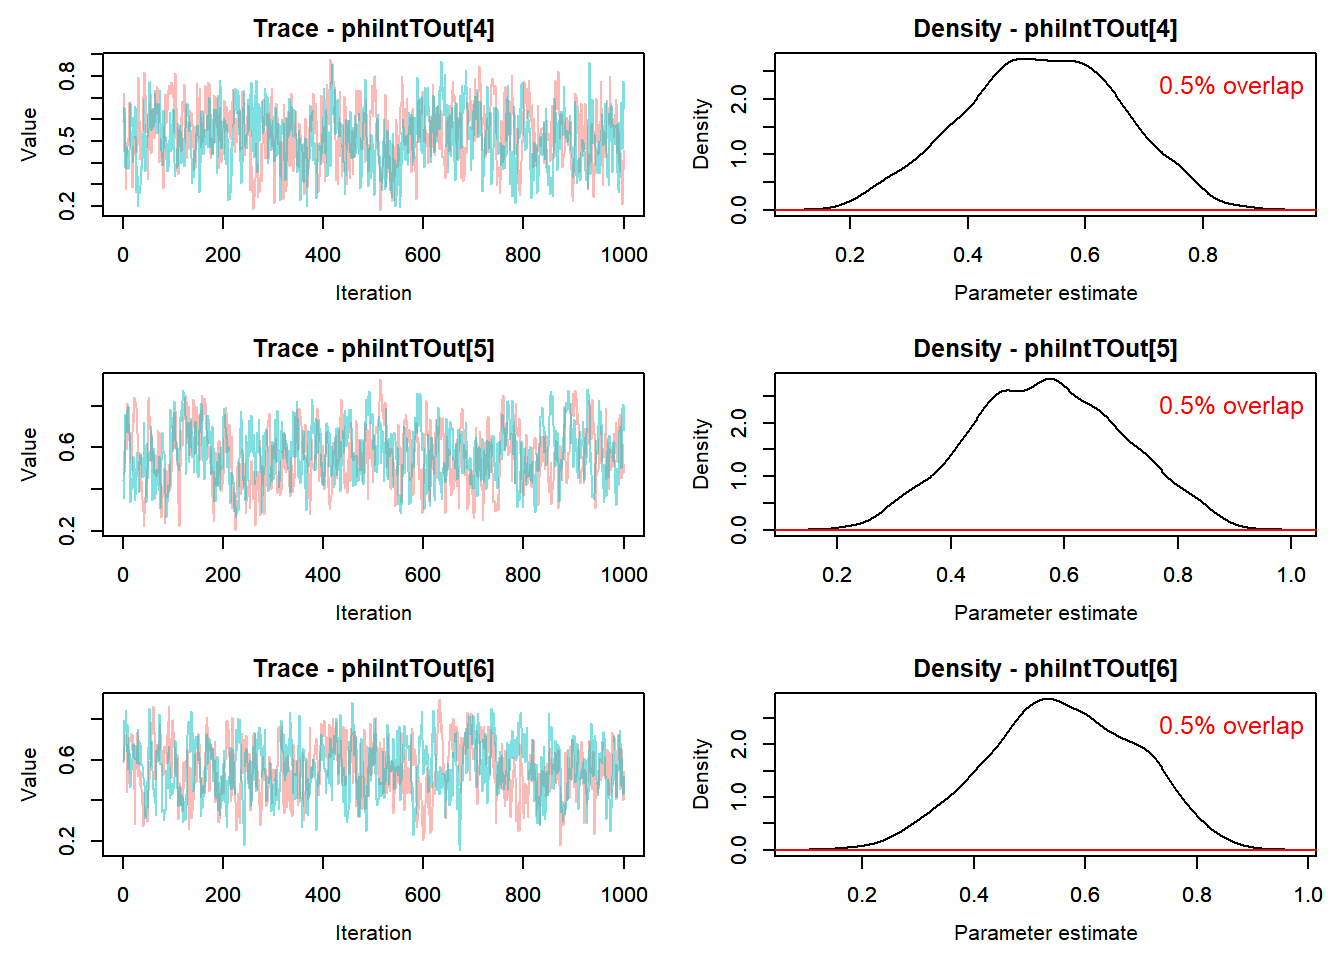 Trace - phiIntTOut[4]
Value
0.2 0.5 0.8
0 200 400 600 800 1000
Iteration
Density - phiIntTOut[4]
0.5% overlap
Density
0.0 1.0 2.0
0.2 0.4 0.6 0.8
Parameter estimate
Trace - phiIntTOut[5]
Value
0.2 0.6
0 200 400 600 800 1000
Iteration
Density - phiIntTOut[5]
0.5% overlap
Density
0.0 1.0 2.0
0.2 0.4 0.6 0.8 1.0
Parameter estimate
Trace - phiIntTOut[6]
Value
0.2 0.6
0 200 400 600 800 1000
Iteration
Density - phiIntTOut[6]
0.5% overlap
Density
0.0 1.0 2.0
0.2 0.4 0.6 0.8 1.0
Parameter estimate